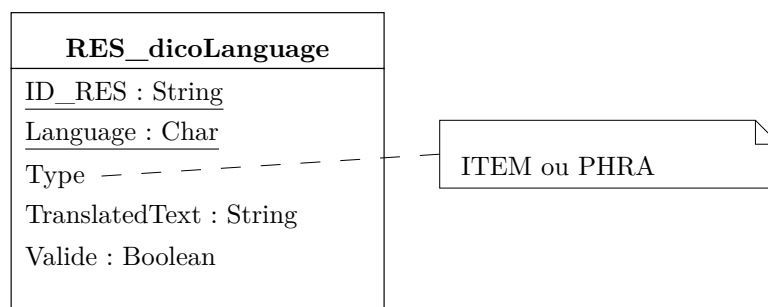 RES_dicoLanguage
ID_RES : String
Language : Char
Type
ITEM ou PHRA
TranslatedText : String
Valide : Boolean